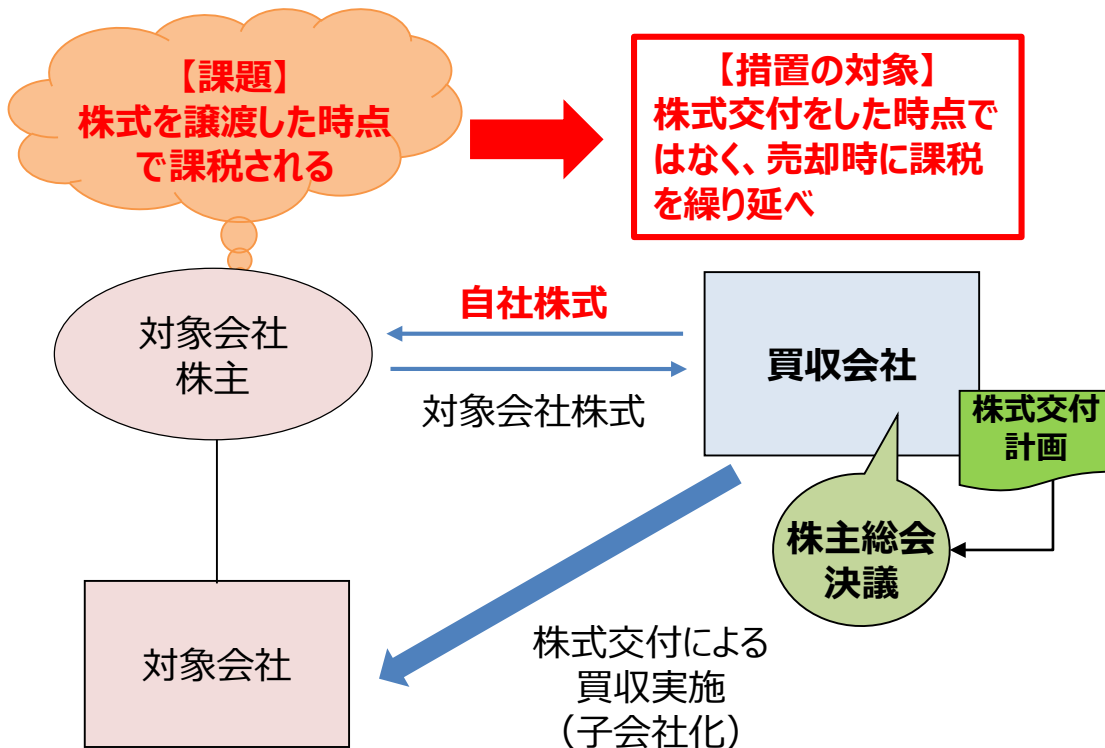 【課題】
株式を譲渡した時点
で課税される
【措置の対象】
株式交付をした時点で
はなく、売却時に課税
を繰り延べ
対象会社
株主
自社株式
対象会社株式
買収会社
株式交付
計画
株主総会
決議
対象会社
株式交付による
買収実施
（子会社化）